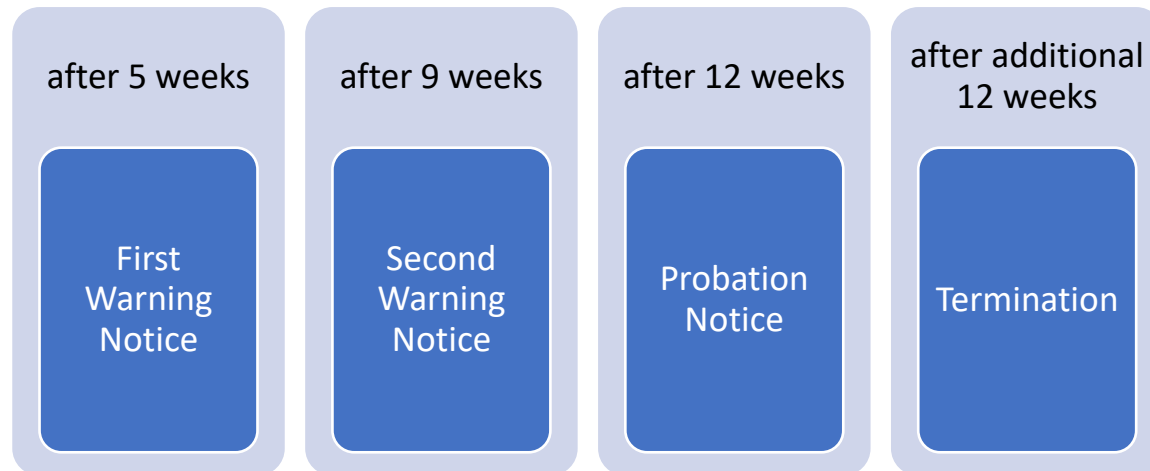 after 5 weeks
First
Warning
Notice
after 9 weeks
Second
Warning
Notice
after 12 weeks
Probation
Notice
after additional
12 weeks
Termination